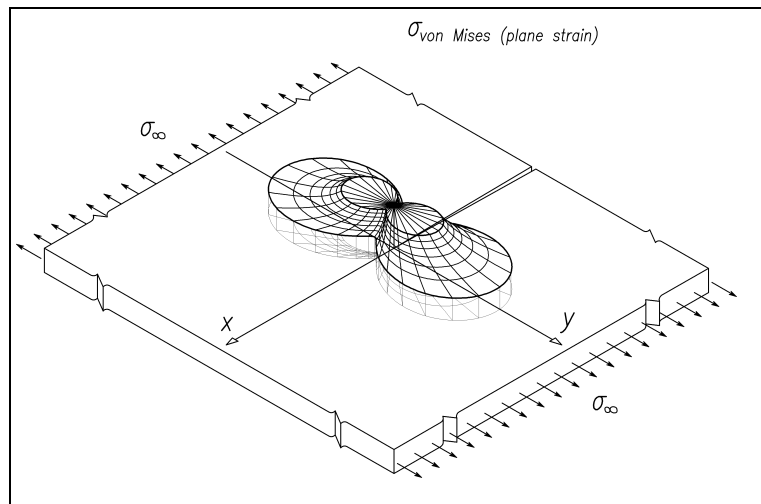 σvon Mises (plane strain)
σ∞
x
y
σ∞